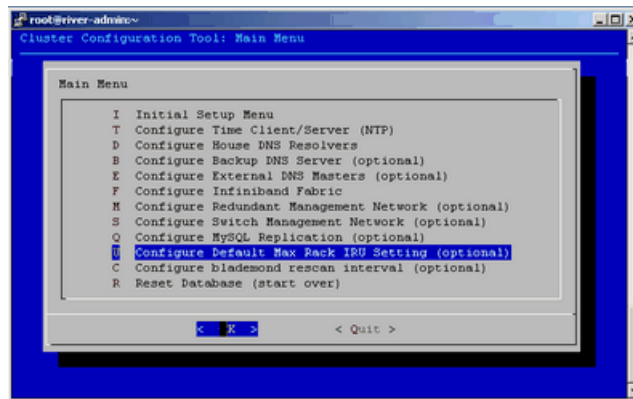 root@river-admin:~
Cluster Configuration Tool: Main Menu
Main Menu
I Initial Setup Menu
T Configure Time Client/Server (NTP)
D Configure House DNS Resolvers
B Configure Backup DNS Server (optional)
E Configure External DNS Masters (optional)
F Configure Infiniband Fabric
M Configure Redundant Management Network (optional)
S Configure Switch Management Network (optional)
Q Configure MySQL Replication (optional)
U Configure Default Max Rack IRU Setting (optional)
C Configure blademond rescan interval (optional)
R Reset Database (start over)
< K > < Quit >